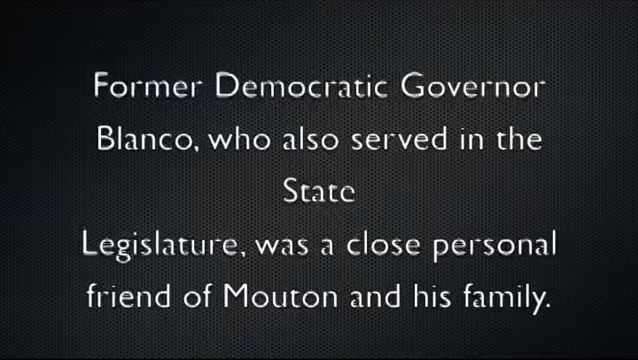 Former Democratic Governor
Blanco, who also served in the
State
Legislature, was a close personal
friend of Mouton and his family.